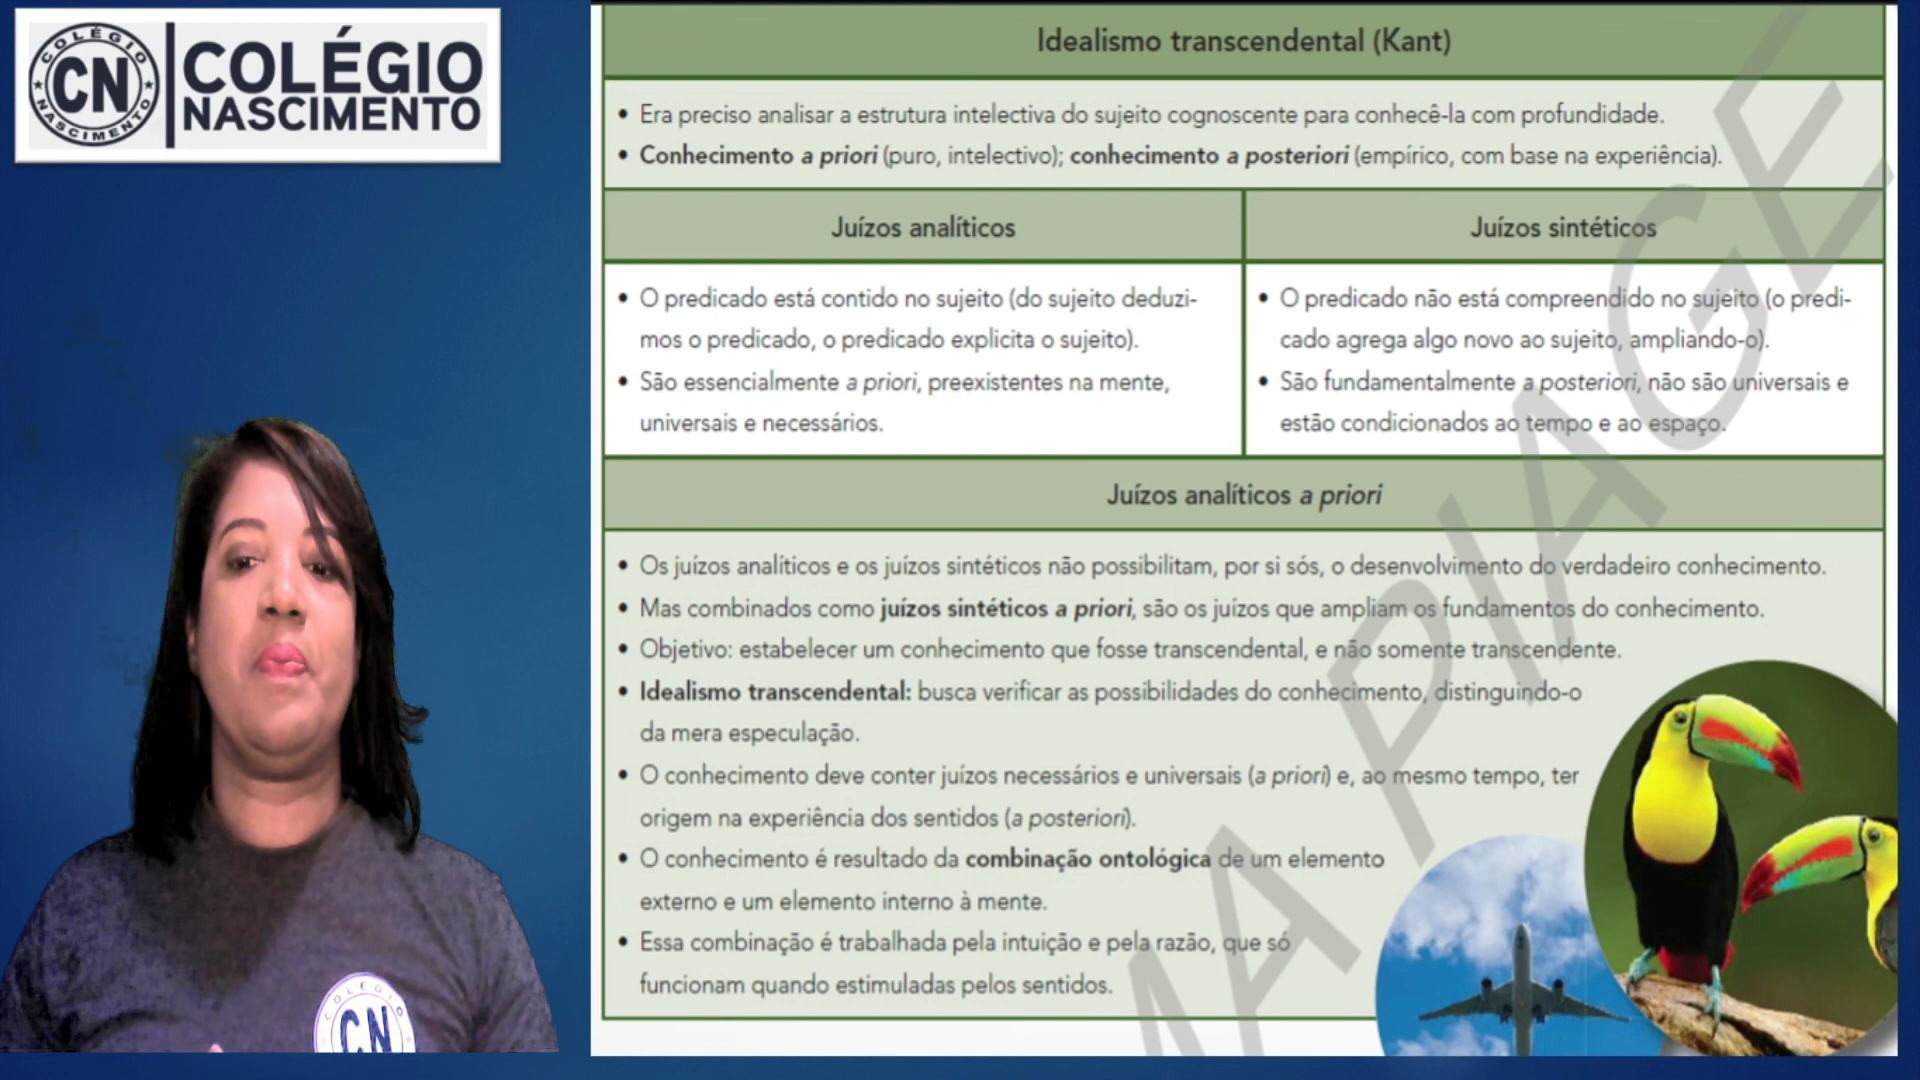 COLÉGIO
CN
NASCIMENTO
COLÉGIO
NASCIMENTO
Idealismo transcendental (Kant)
• Era preciso analisar a estrutura intelectiva do sujeito cognoscente para conhecê-la com profundidade.
• Conhecimento a priori (puro, intelectivo); conhecimento a posteriori (empírico, com base na experiência).
Juízos analíticos
• O predicado está contido no sujeito (do sujeito deduzi-
mos o predicado, o predicado explicita o sujeito).
• São essencialmente a priori, preexistentes na mente,
universais e necessários.
Juízos sintéticos
• O predicado não está compreendido no sujeito (o predi-
cado agrega algo novo ao sujeito, ampliando-o).
• São fundamentalmente a posteriori, não são universais e
estão condicionados ao tempo e ao espaço.
Juízos analíticos a priori
• Os juízos analíticos e os juízos sintéticos não possibilitam, por si sós, o desenvolvimento do verdadeiro conhecimento.
• Mas combinados como juízos sintéticos a priori, são os juízos que ampliam os fundamentos do conhecimento.
• Objetivo: estabelecer um conhecimento que fosse transcendental, e não somente transcendente.
• Idealismo transcendental: busca verificar as possibilidades do conhecimento, distinguindo-o
da mera especulação.
• O conhecimento deve conter juízos necessários e universais (a priori) e, ao mesmo tempo, ter
origem na experiência dos sentidos (a posteriori).
• O conhecimento é resultado da combinação ontológica de um elemento
externo e um elemento interno à mente.
• Essa combinação é trabalhada pela intuição e pela razão, que só
funcionam quando estimuladas pelos sentidos.
MA PIAGE
COLÉGIO
CN